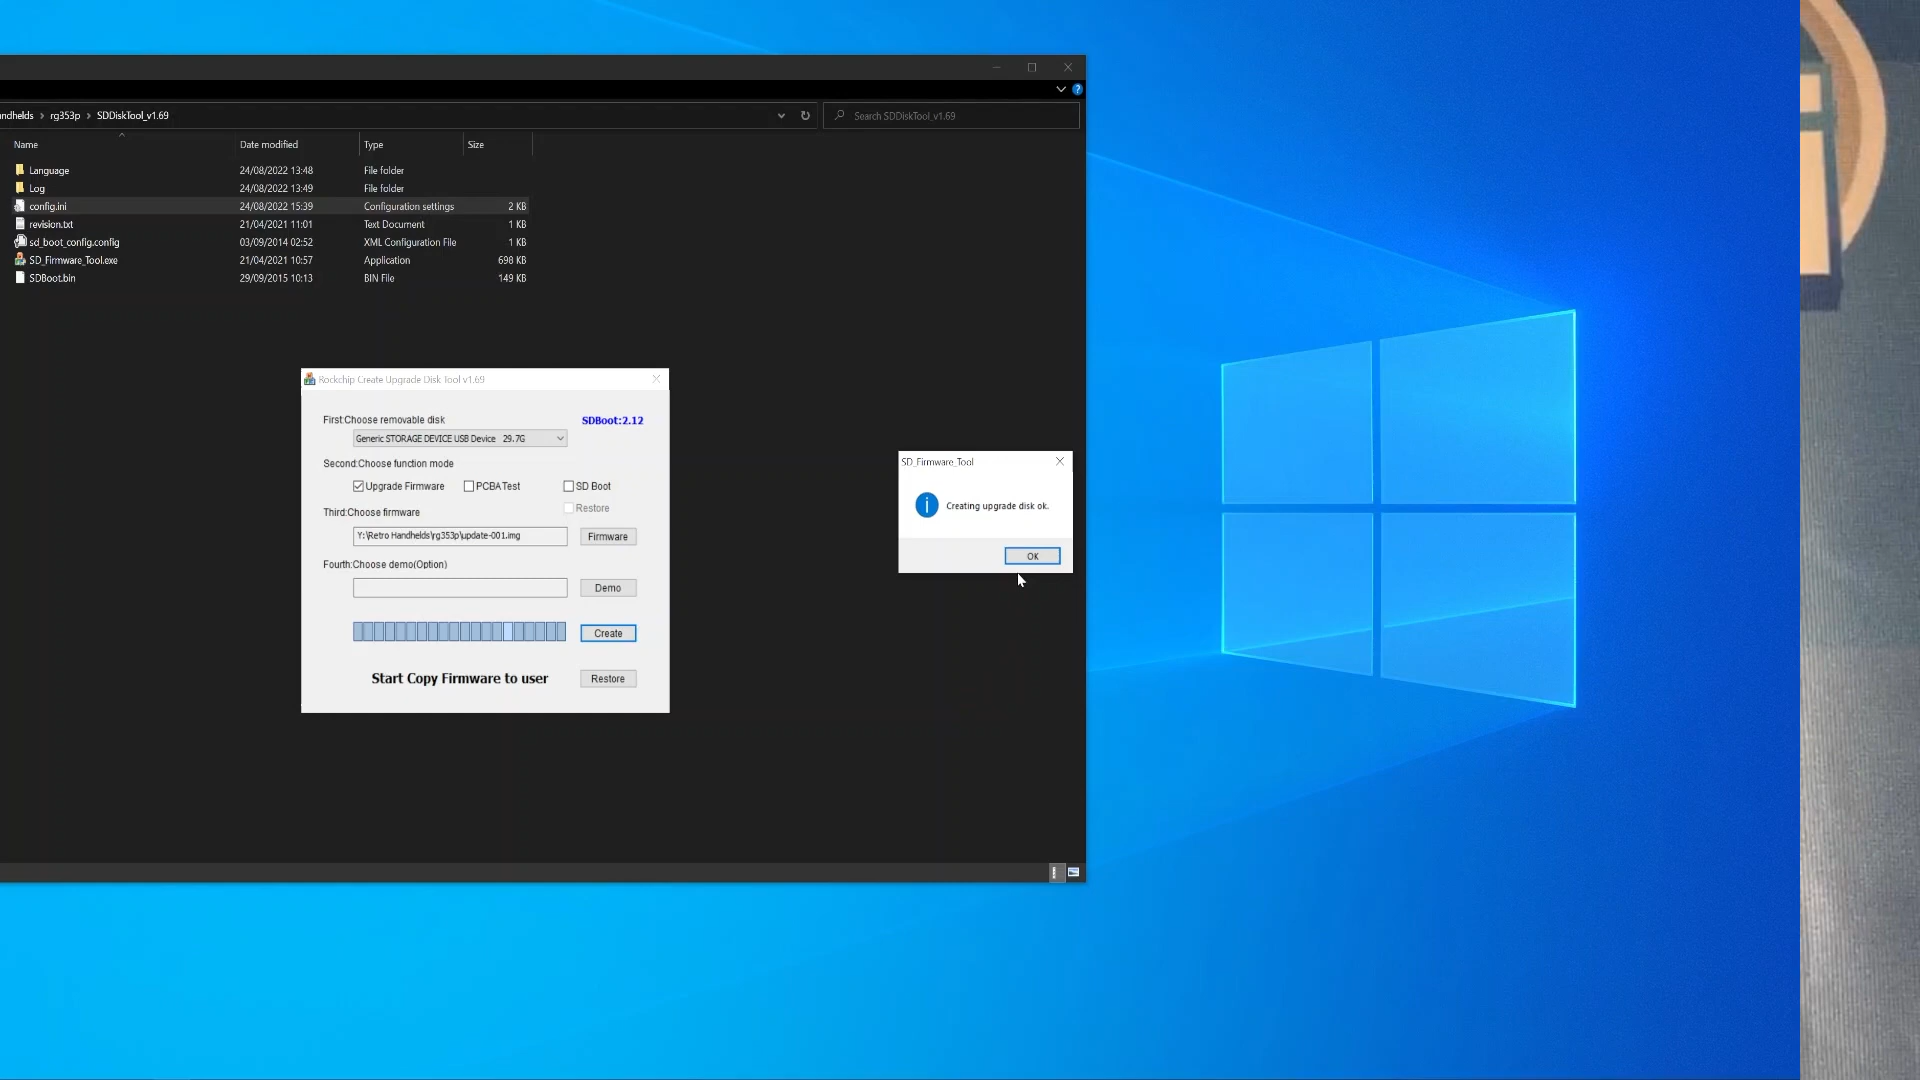 andhelds > rg353p > SDDiskTool_v1.69
Search SDDiskTool_v1.69
Name Date modified Type Size
Language 24/08/2022 13:48 File folder
Log 24/08/2022 13:49 File folder
config.ini 24/08/2022 15:39 Configuration settings 2 KB
revision.txt 21/04/2021 11:01 Text Document 1 KB
sd_boot_config.config 03/09/2014 02:52 XML Configuration File 1 KB
SD_Firmware_Tool.exe 21/04/2021 10:57 Application 698 KB
SDBoot.bin 29/09/2015 10:13 BIN File 149 KB
Rockchip Create Upgrade Disk Tool v1.69
First:Choose removable disk SDBoot:2.12
Generic STORAGE DEVICE USB Device 29.7G
Second:Choose function mode
Upgrade Firmware PCBATest SD Boot
Restore
Third:Choose firmware
Y:\Retro Handhelds\rg353p\update-001.img Firmware
Fourth:Choose demo(Option)
Demo
Create
Start Copy Firmware to user Restore
SD_Firmware_Tool
Creating upgrade disk ok.
OK